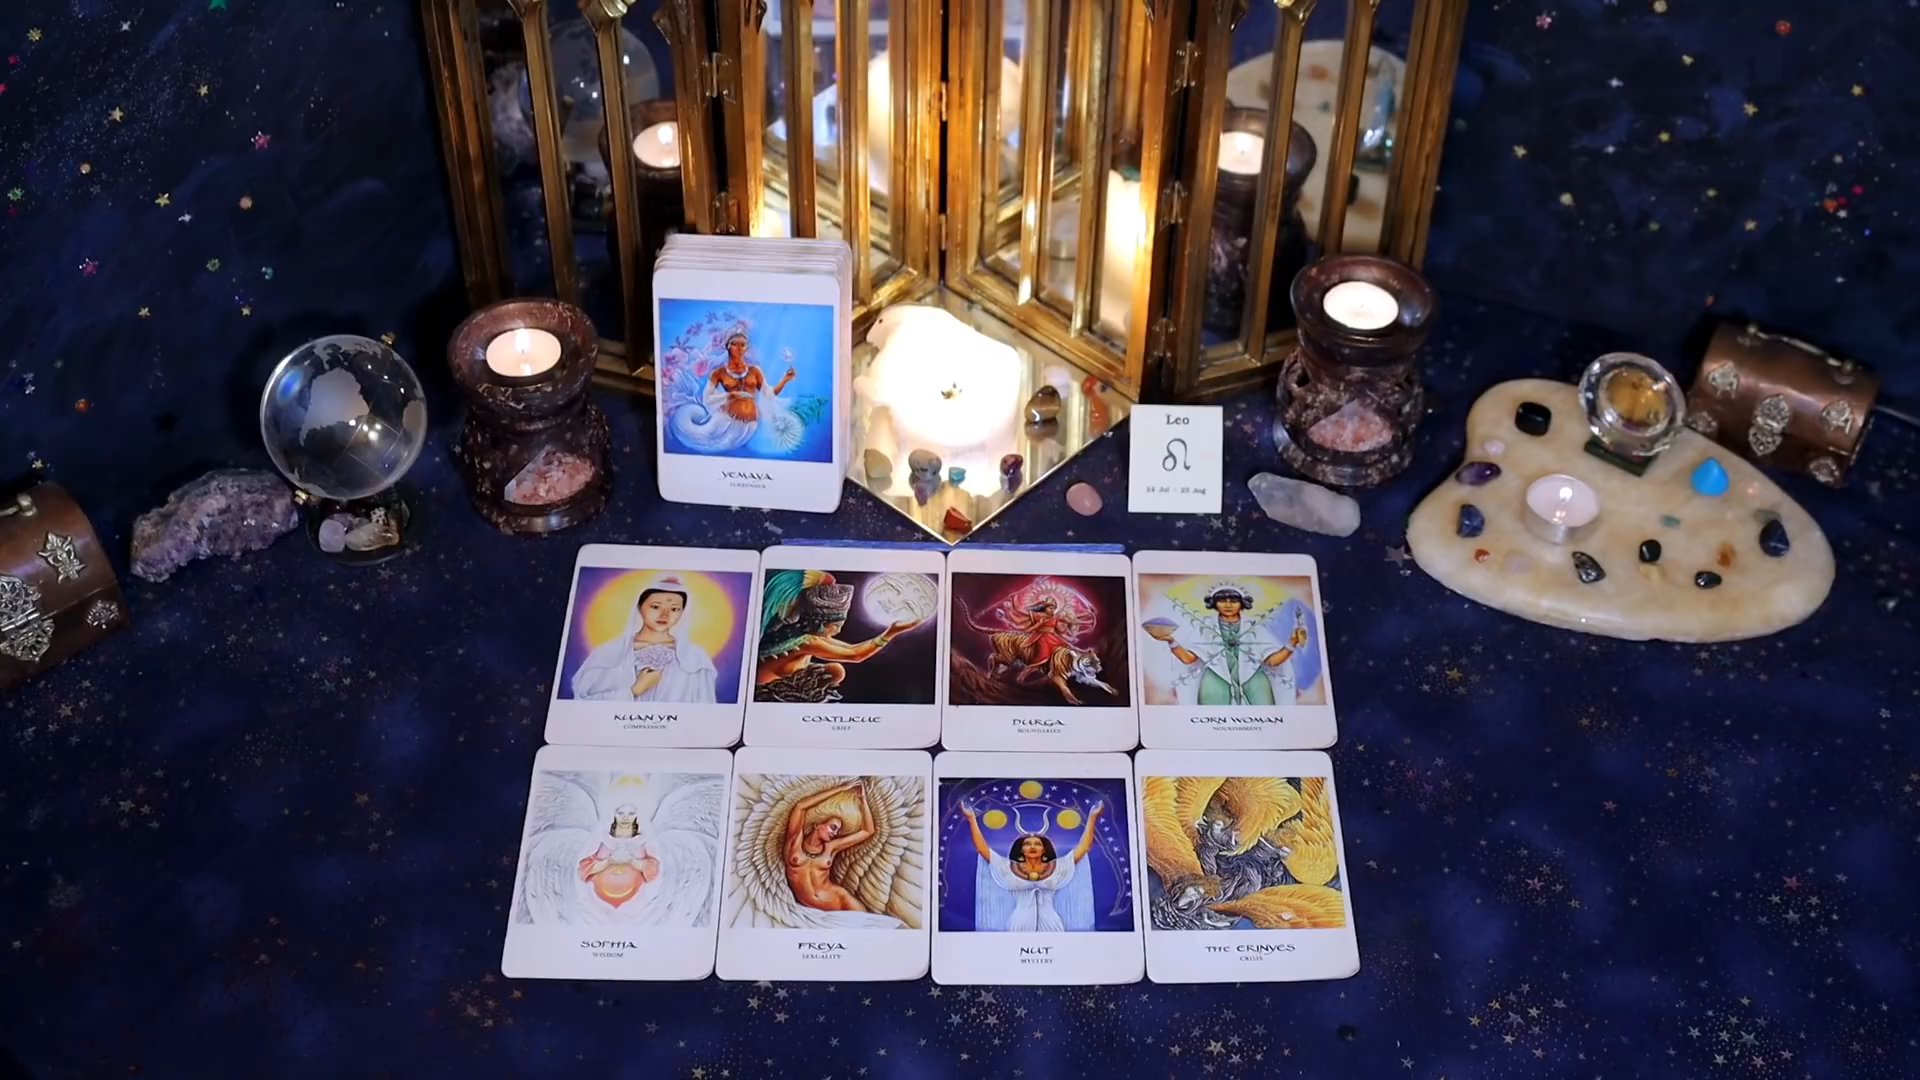 YEMAYA
SURRENDER
Leo
24 Jul - 23 Aug
KUAN YIN
COMPASSION
COATLICUE
GRIEF
DURGA
BOUNDARIES
CORN WOMAN
NOURISHMENT
SOPHIA
WISDOM
FREYA
SEXUALITY
NUT
MYSTERY
THE ERINYES
CRISIS